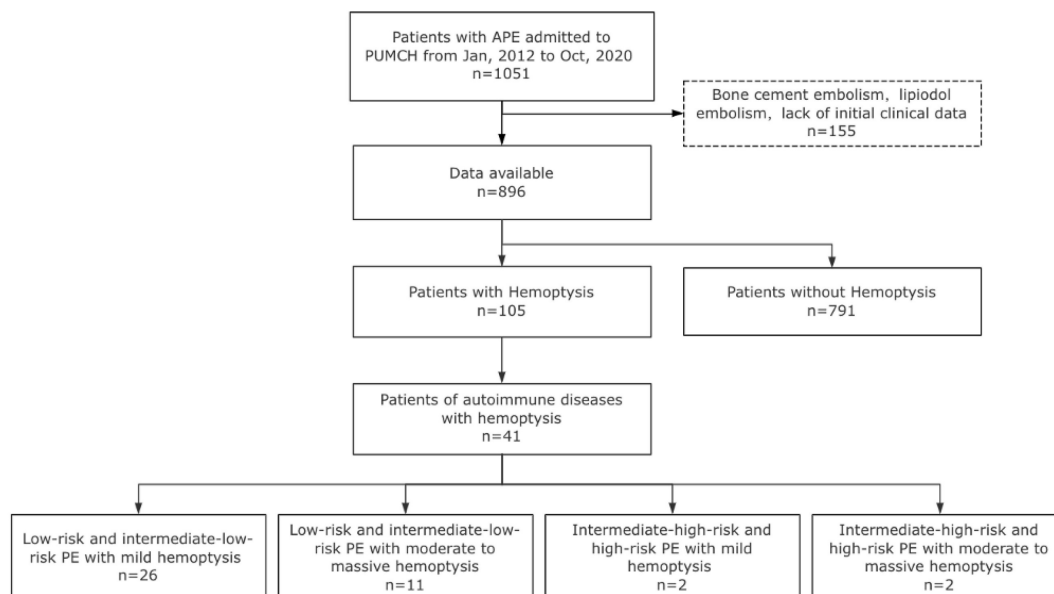 Patients with APE admitted to
PUMCH from Jan, 2012 to Oct, 2020
n=1051
Bone cement embolism, lipiodol
embolism, lack of initial clinical data
n=155
Data available
n=896
Patients with Hemoptysis
n=105
Patients without Hemoptysis
n=791
Patients of autoimmune diseases
with hemoptysis
n=41
Low-risk and intermediate-low-
risk PE with mild hemoptysis
n=26
Low-risk and intermediate-low-
risk PE with moderate to
massive hemoptysis
n=11
Intermediate-high-risk and
high-risk PE with mild
hemoptysis
n=2
Intermediate-high-risk and
high-risk PE with moderate to
massive hemoptysis
n=2